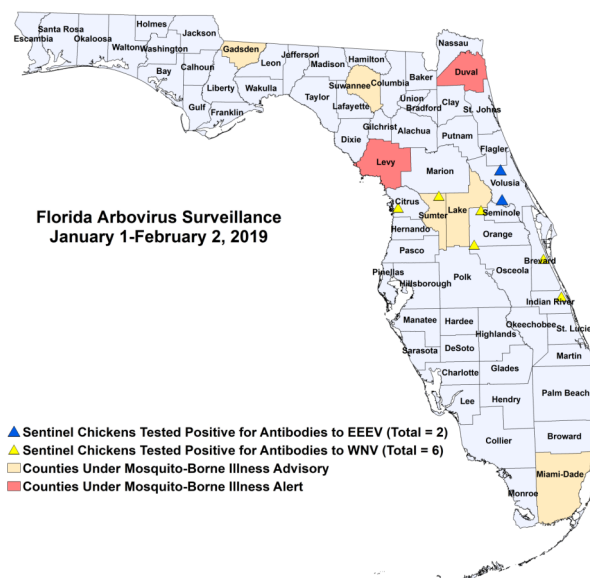 Holmes
Jackson
Santa Rosa
Escambia
Okaloosa
Walton
Washington
Gadsden
Nassau
Bay
Calhoun
Leon
Jefferson
Madison
Hamilton
Duval
Liberty
Wakulla
Suwannee
Columbia
Baker
Gulf
Franklin
Taylor
Lafayette
Union
Bradford
Clay
St. Johns
Dixie
Gilchrist
Alachua
Putnam
Flagler
Levy
Marion
Volusia
Citrus
Sumter
Lake
Seminole
Hernando
Orange
Florida Arbovirus Surveillance
January 1-February 2, 2019
Pasco
Brevard
Pinellas
Hillsborough
Polk
Osceola
Indian River
Manatee
Hardee
Okeechobee
St. Lucie
Highlands
Sarasota
DeSoto
Martin
Charlotte
Glades
Lee
Hendry
Palm Beach
Sentinel Chickens Tested Positive for Antibodies to EEEV (Total = 2)
Collier
Broward
Sentinel Chickens Tested Positive for Antibodies to WNV (Total = 6)
Counties Under Mosquito-Borne Illness Advisory
Miami-Dade
Counties Under Mosquito-Borne Illness Alert
Monroe